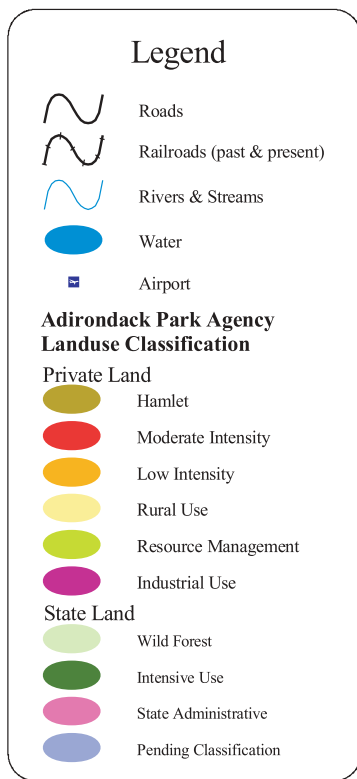 Legend
Roads
Railroads (past & present)
Rivers & Streams
Water
Airport
Adirondack Park Agency
Landuse Classification
Private Land
Hamlet
Moderate Intensity
Low Intensity
Rural Use
Resource Management
Industrial Use
State Land
Wild Forest
Intensive Use
State Administrative
Pending Classification